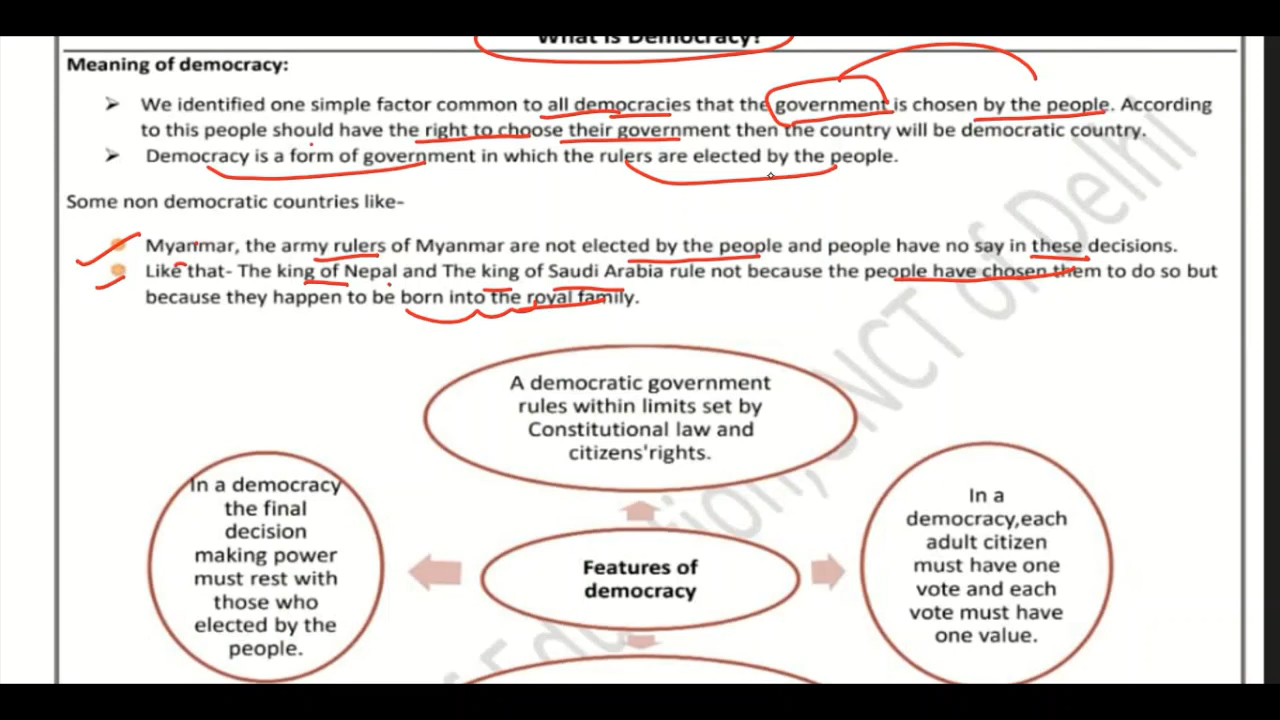 What is Democracy?
Meaning of democracy:
➢ We identified one simple factor common to all democracies that the government is chosen by the people. According
to this people should have the right to choose their government then the country will be democratic country.
➢ Democracy is a form of government in which the rulers are elected by the people.
Some non democratic countries like-
Myanmar, the army rulers of Myanmar are not elected by the people and people have no say in these decisions.
Like that- The king of Nepal and The king of Saudi Arabia rule not because the people have chosen them to do so but
because they happen to be born into the royal family.
A democratic government
rules within limits set by
Constitutional law and
citizens'rights.
In a democracy
the final
decision
making power
must rest with
those who
elected by the
people.
Features of
democracy
In a
democracy,each
adult citizen
must have one
vote and each
vote must have
one value.
of Education, GNCT of Delhi